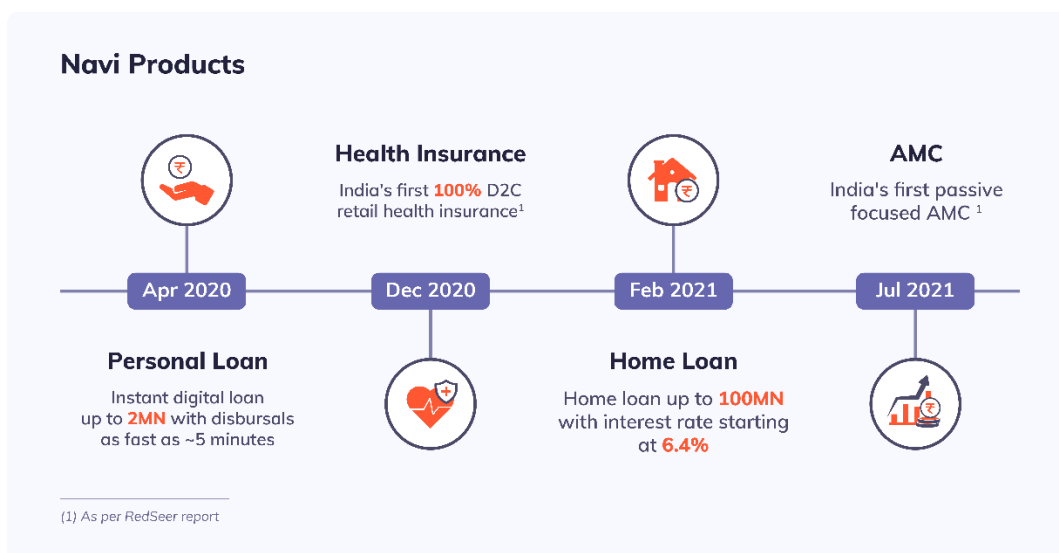 Navi Products
Apr 2020
Personal Loan
Instant digital loan
up to 2MN with disbursals
as fast as ~5 minutes
Health Insurance
India's first 100% D2C
retail health insurance¹
Dec 2020
Feb 2021
Home Loan
Home loan up to 100MN
with interest rate starting
at 6.4%
AMC
India's first passive
focused AMC ¹
Jul 2021
(1) As per RedSeer report